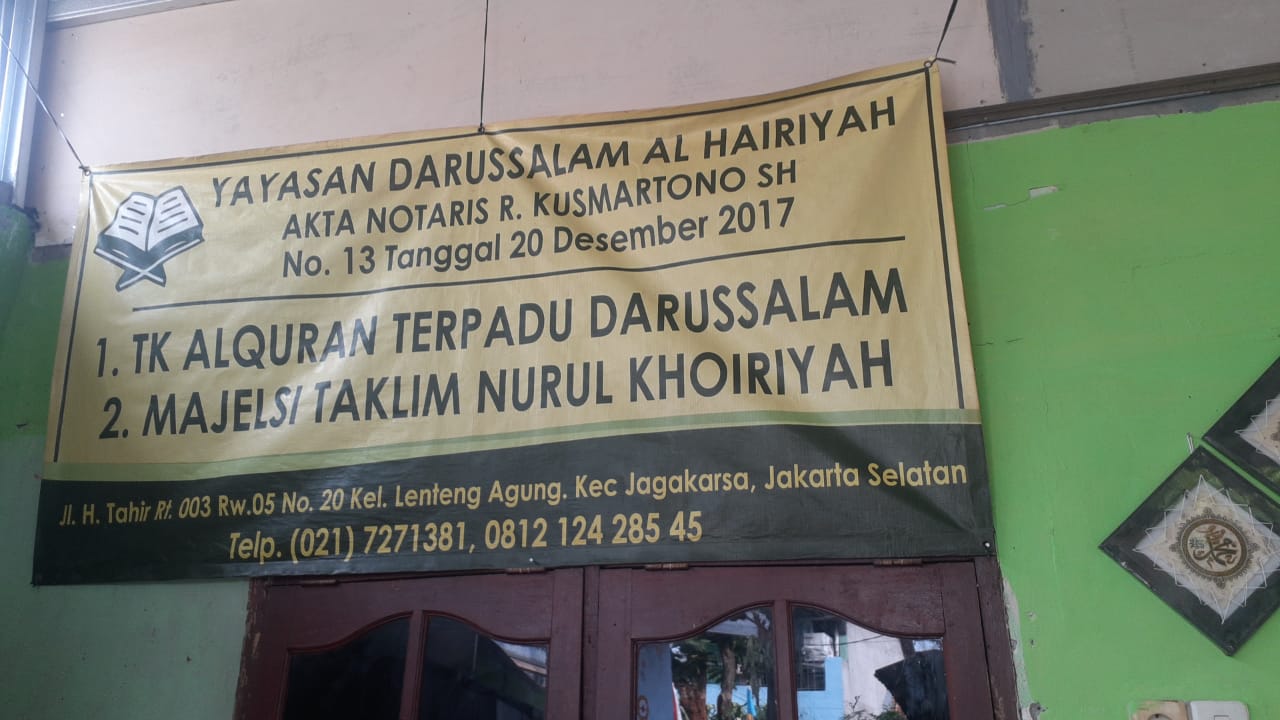 YAYASAN DARUSSALAM AL HAIRIYAH
AKTA NOTARIS R. KUSMARTONO SH
No. 13 Tanggal 20 Desember 2017
1. TK ALQURAN TERPADU DARUSSALAM
2. MAJELSI TAKLIM NURUL KHOIRIYAH
Jl. H. Tahir Rt. 003 Rw.05 No. 20 Kel. Lenteng Agung. Kec Jagakarsa, Jakarta Selatan
Telp. (021) 7271381, 0812 124 285 45